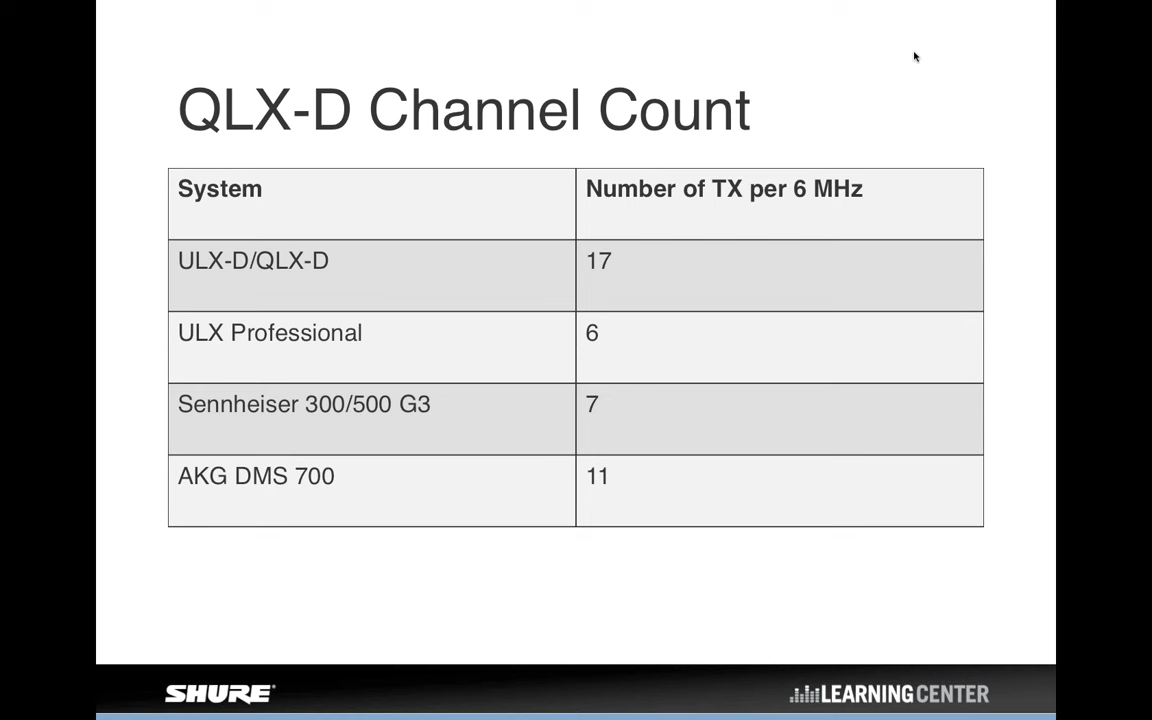 QLX-D Channel Count
System Number of TX per 6 MHz
ULX-D/QLX-D 17
ULX Professional 6
Sennheiser 300/500 G3 7
AKG DMS 700 11
SHURE® LEARNING CENTER